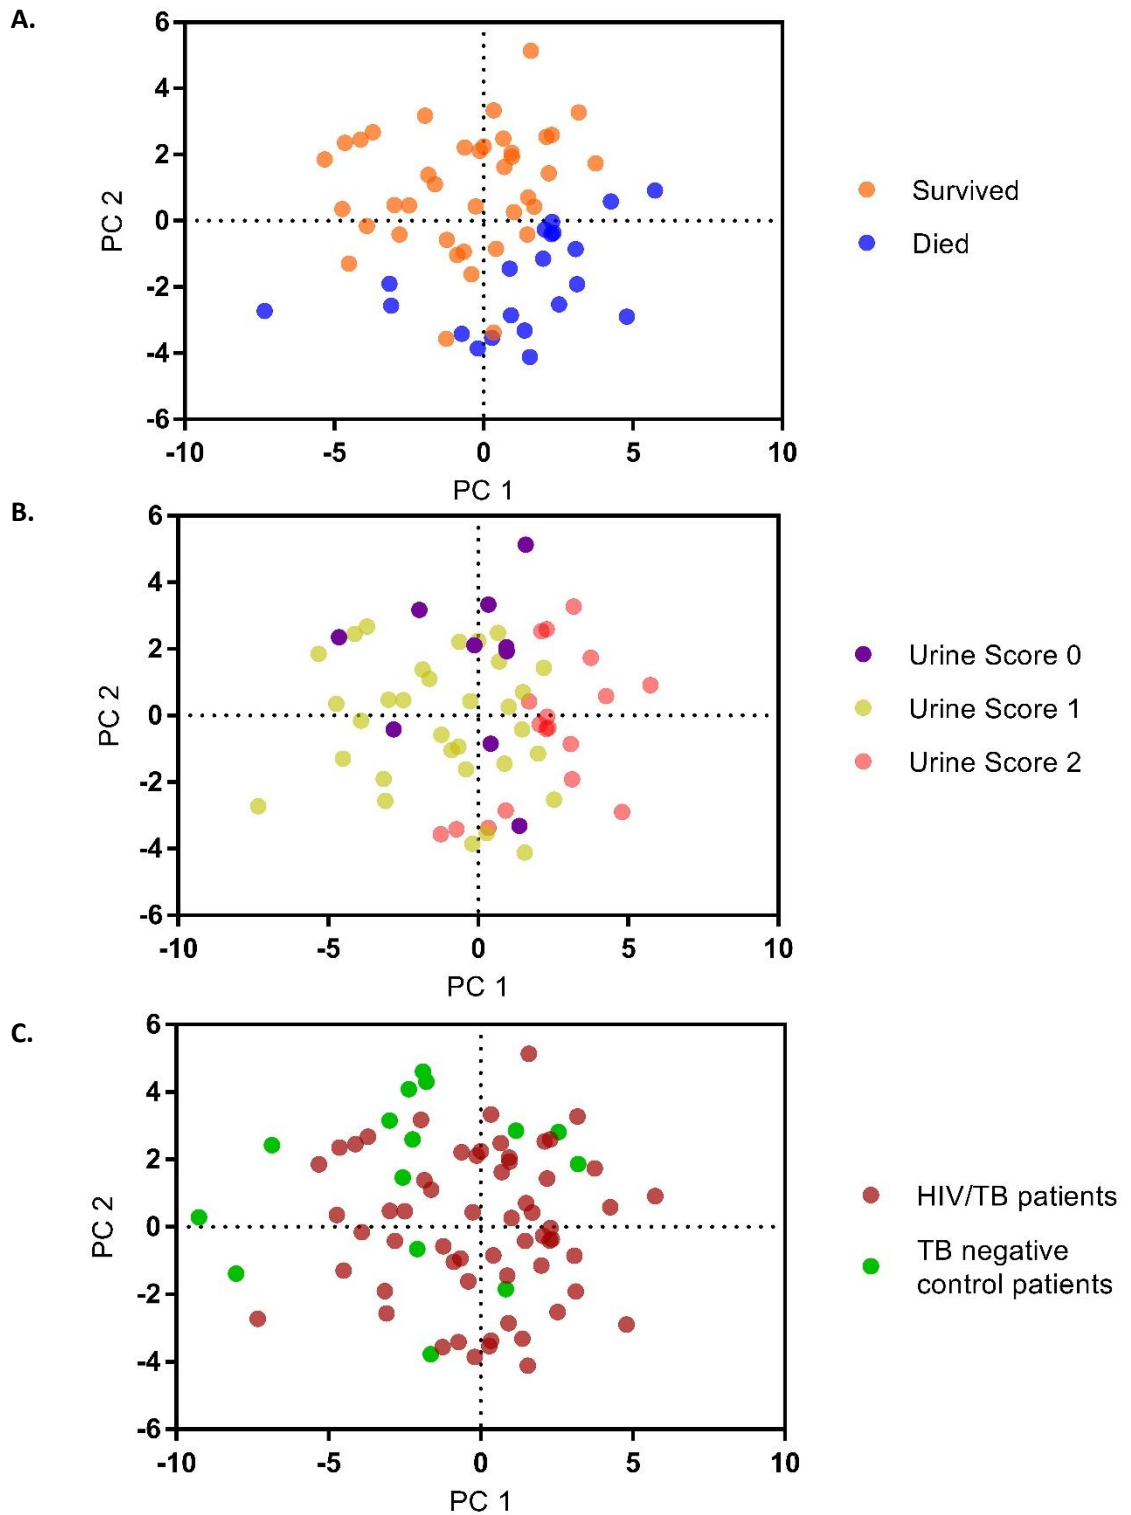 A.
6
4
2
0
-2
-4
-6
PC 2
-10 -5 0 5 10
PC 1
Survived
Died
B.
6
4
2
0
-2
-4
-6
PC 2
-10 -5 0 5 10
PC 1
Urine Score 0
Urine Score 1
Urine Score 2
C.
6
4
2
0
-2
-4
-6
PC 2
-10 -5 0 5 10
PC 1
HIV/TB patients
TB negative
control patients